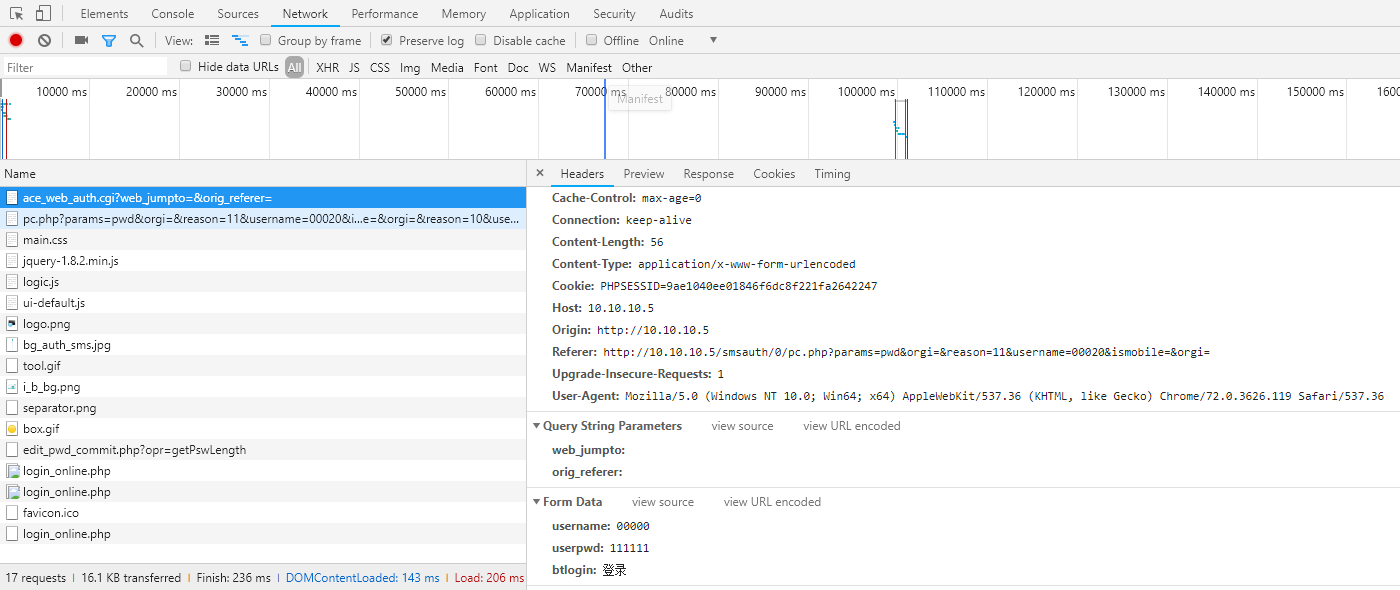 Elements Console Sources Network Performance Memory Application Security Audits
View: Group by frame Preserve log Disable cache Offline Online
Filter Hide data URLs All XHR JS CSS Img Media Font Doc WS Manifest Other
10000 ms 20000 ms 30000 ms 40000 ms 50000 ms 60000 ms 70000 ms 80000 ms 90000 ms 100000 ms 110000 ms 120000 ms 130000 ms 140000 ms 150000 ms 1600
Manifest
Name
ace_web_auth.cgi?web_jumpto=&orig_referer=
pc.php?params=pwd&orgi=&reason=11&username=00020&i...e=&orgi=&reason=10&use...
main.css
jquery-1.8.2.min.js
logic.js
ui-default.js
logo.png
bg_auth_sms.jpg
tool.gif
i_b_bg.png
separator.png
box.gif
edit_pwd_commit.php?opr=getPswLength
login_online.php
login_online.php
favicon.ico
login_online.php
17 requests | 16.1 KB transferred | Finish: 236 ms | DOMContentLoaded: 143 ms | Load: 206 ms
× Headers Preview Response Cookies Timing
Cache-Control: max-age=0
Connection: keep-alive
Content-Length: 56
Content-Type: application/x-www-form-urlencoded
Cookie: PHPSESSID=9ae1040ee01846f6dc8f221fa2642247
Host: 10.10.10.5
Origin: http://10.10.10.5
Referer: http://10.10.10.5/smsauth/0/pc.php?params=pwd&orgi=&reason=11&username=00020&ismobile=&orgi=
Upgrade-Insecure-Requests: 1
User-Agent: Mozilla/5.0 (Windows NT 10.0; Win64; x64) AppleWebKit/537.36 (KHTML, like Gecko) Chrome/72.0.3626.119 Safari/537.36
Query String Parameters view source view URL encoded
web_jumpto:
orig_referer:
Form Data view source view URL encoded
username: 00000
userpwd: 111111
btlogin: 登录